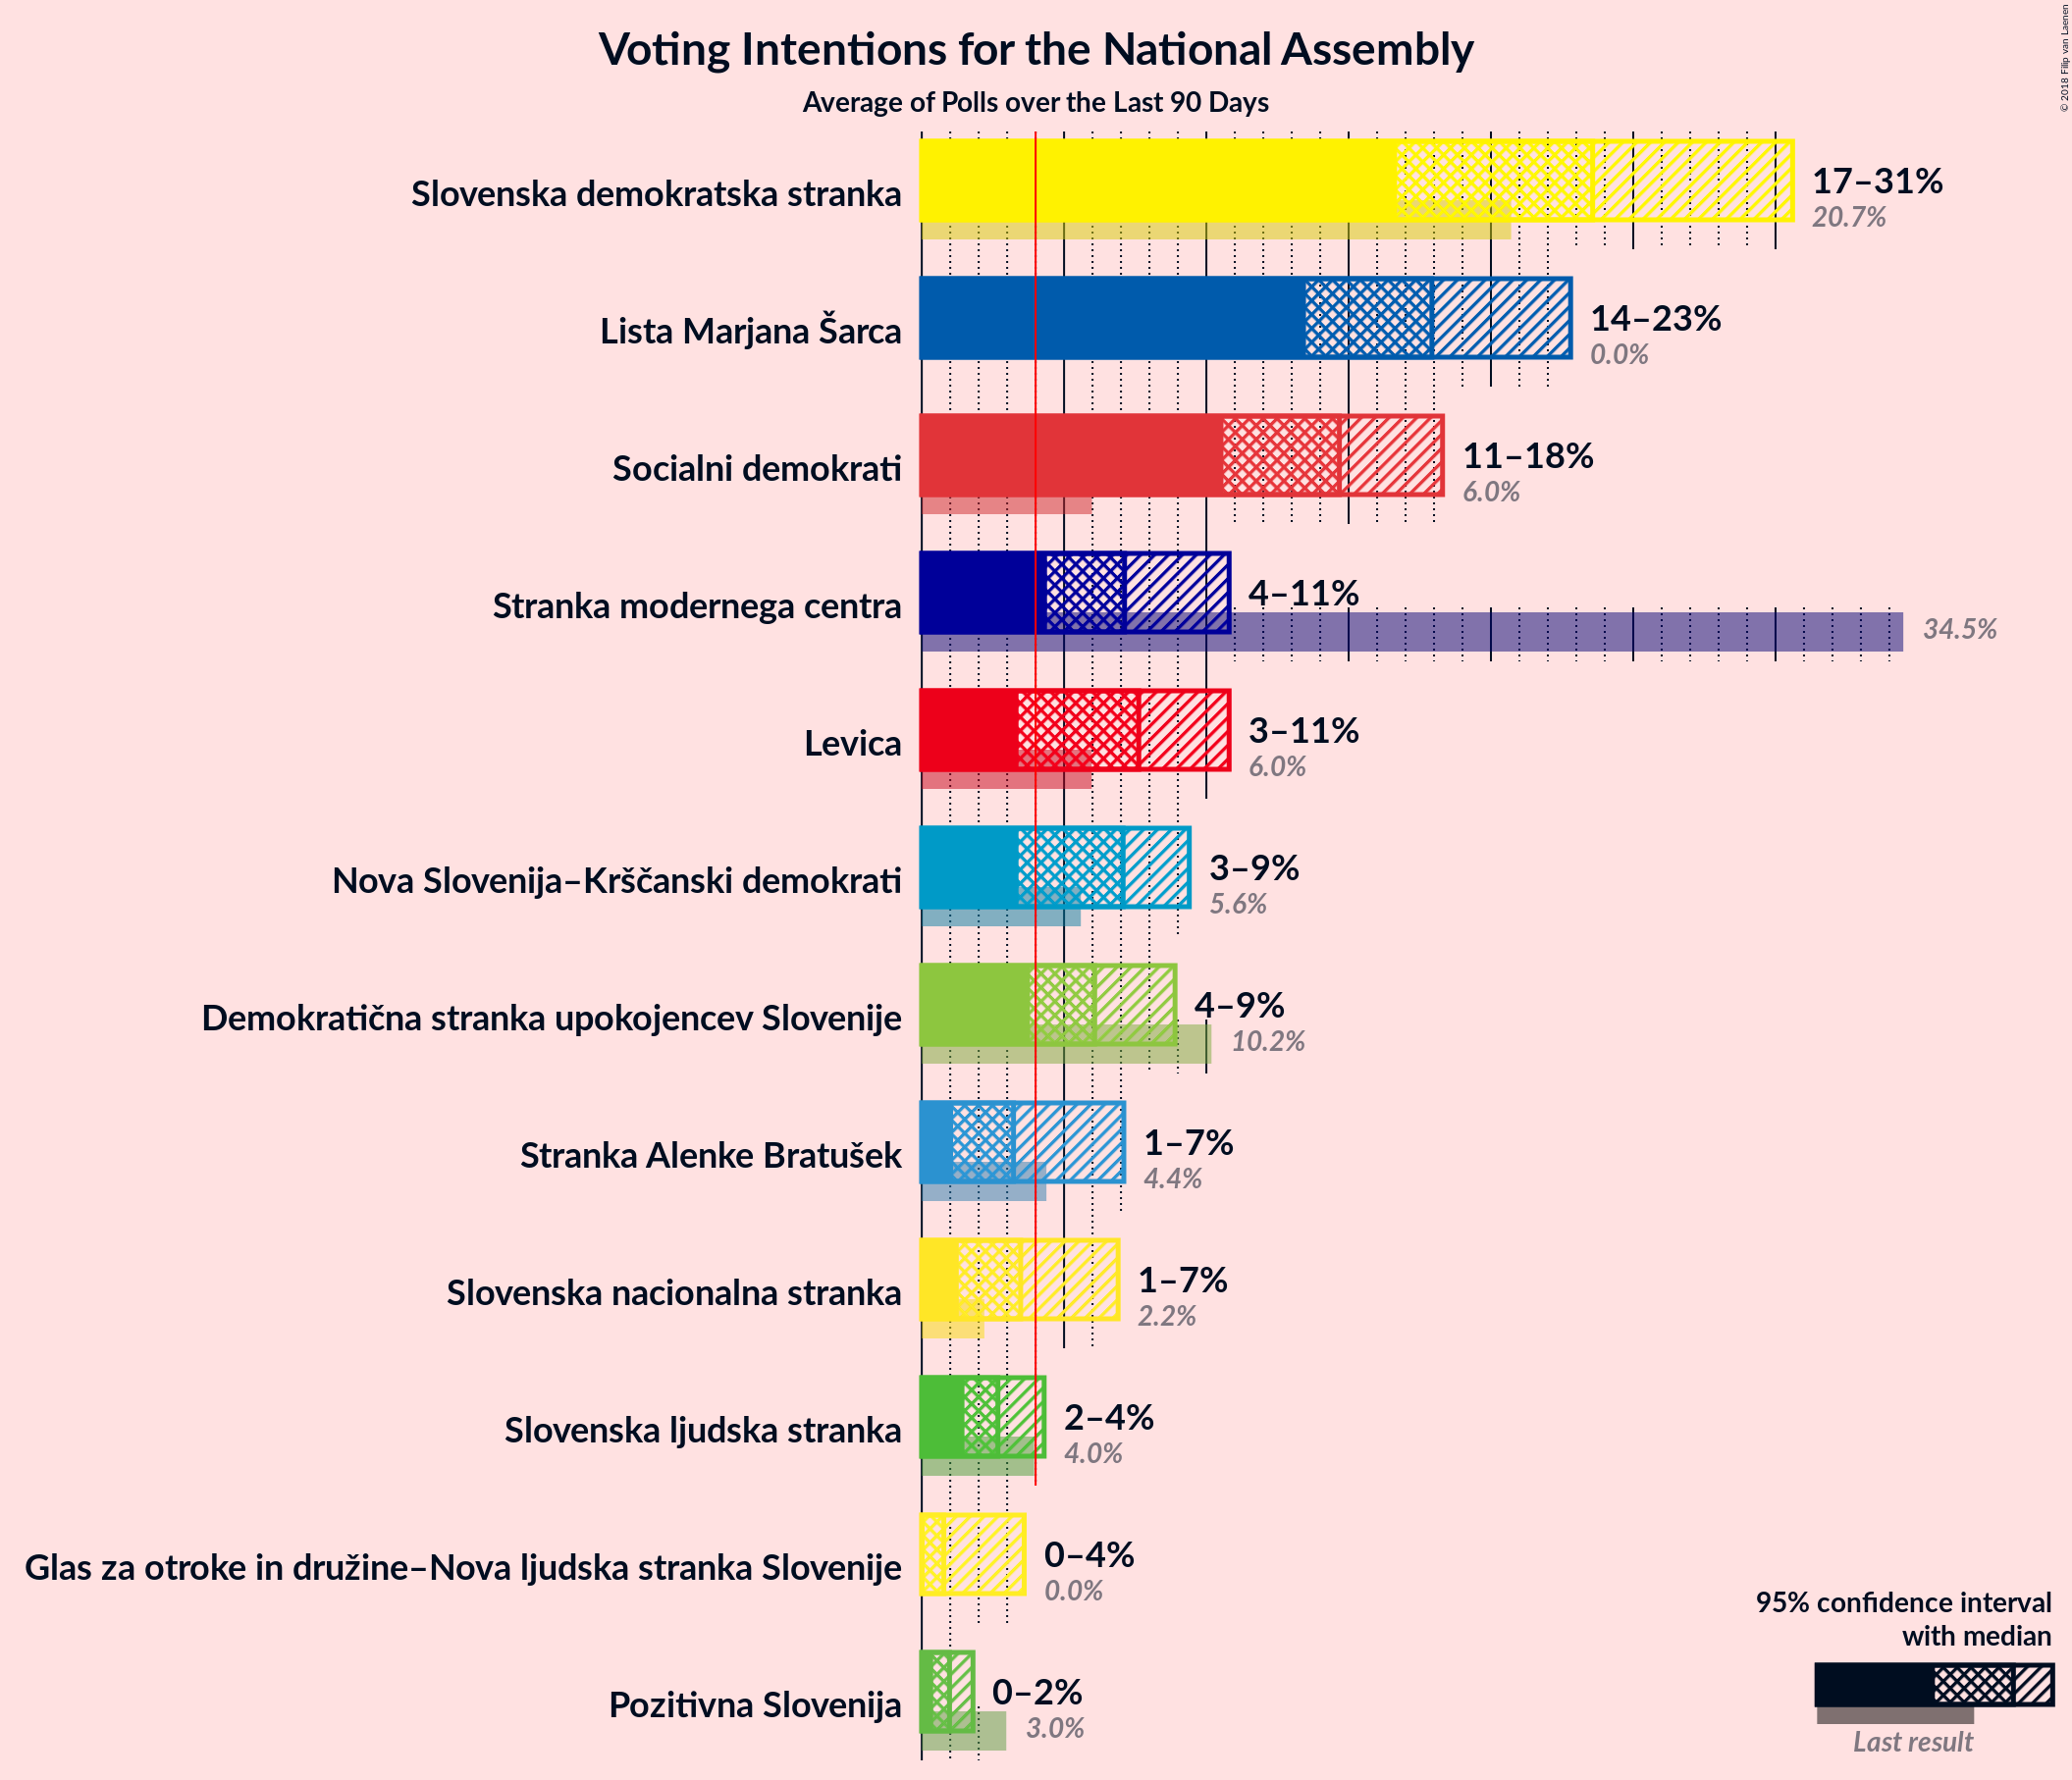 Voting Intentions for the National Assembly
Average of Polls over the Last 90 Days
© 2018 Filip van Laenen
Slovenska demokratska stranka
17–31%
20.7%
Lista Marjana Šarca
14–23%
0.0%
Socialni demokrati
11–18%
6.0%
Stranka modernega centra
4–11%
34.5%
Levica
3–11%
6.0%
Nova Slovenija–Krščanski demokrati
3–9%
5.6%
Demokratična stranka upokojencev Slovenije
4–9%
10.2%
Stranka Alenke Bratušek
1–7%
4.4%
Slovenska nacionalna stranka
1–7%
2.2%
Slovenska ljudska stranka
2–4%
4.0%
Glas za otroke in družine–Nova ljudska stranka Slovenije
0–4%
0.0%
Pozitivna Slovenija
0–2%
3.0%
95% confidence interval
with median
Last result